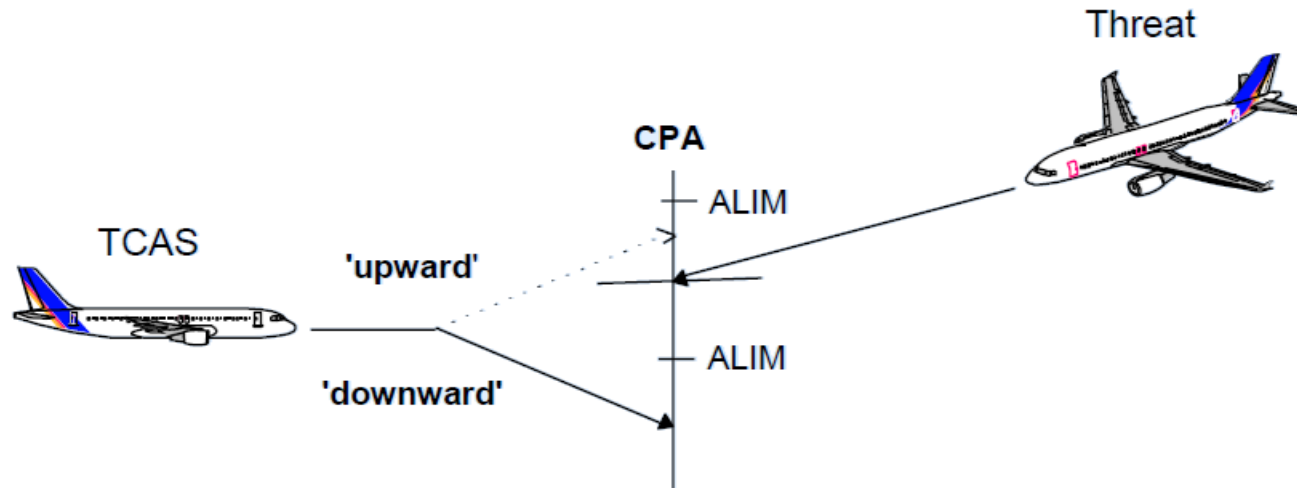 Threat
CPA
ALIM
TCAS
'upward'
ALIM
'downward'